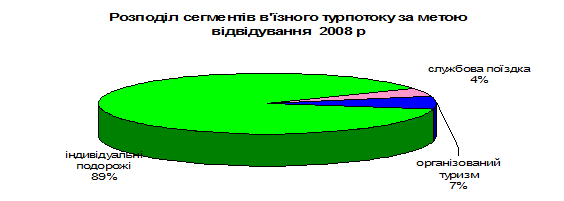 Розподіл сегментів в'їзного турпотоку за метою
відвідування 2008 р
службова поїздка
4%
індивідуальні
подорожі
89%
організований
туризм
7%